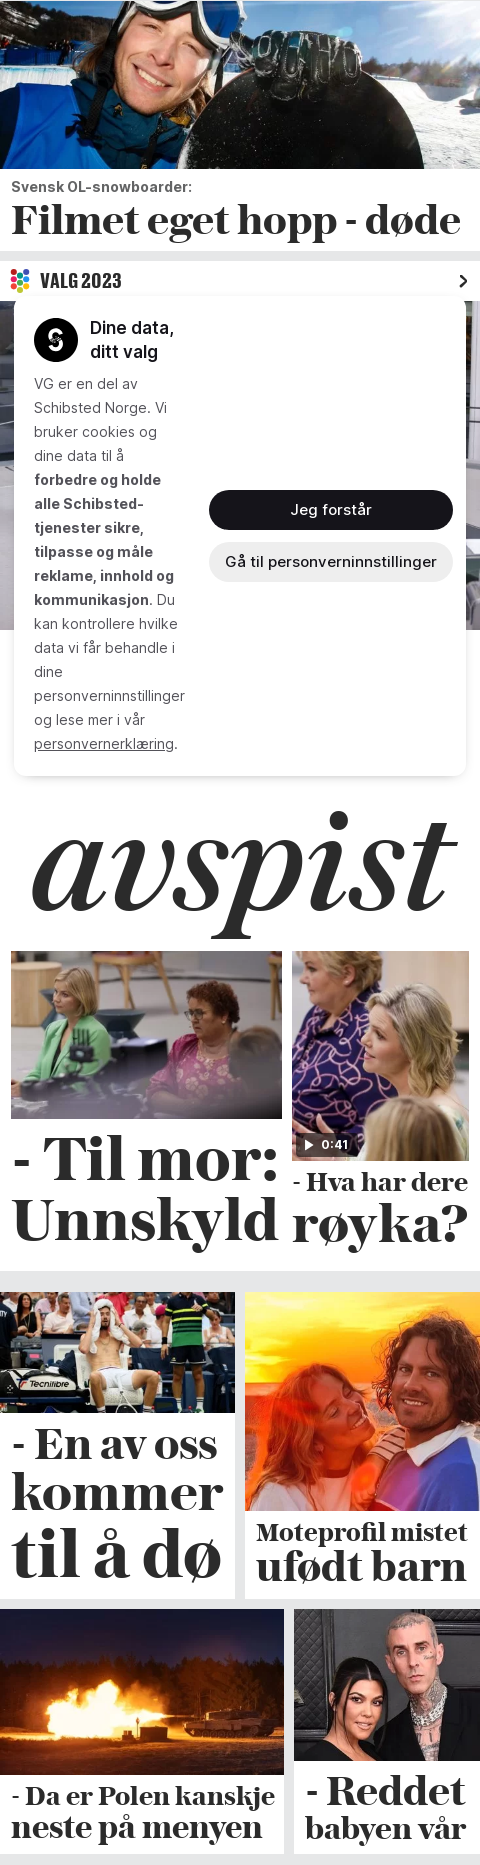 Svensk OL-snowboarder:
Filmet eget hopp - døde
VALG 2023
Dine data,
ditt valg
VG er en del av
Schibsted Norge. Vi
bruker cookies og
dine data til å
forbedre og holde
alle Schibsted-
tjenester sikre,
tilpasse og måle
reklame, innhold og
kommunikasjon. Du
kan kontrollere hvilke
data vi får behandle i
dine
personverninnstillinger
og lese mer i vår
personvernerklæring.
Jeg forstår
Gå til personverninnstillinger
avspist
0:41
- Til mor:
Unnskyld
- Hva har dere
røyka?
Tecnifibre
- En av oss
kommer
til å dø
Moteprofil mistet
ufødt barn
- Da er Polen kanskje
neste på menyen
- Reddet
babyen vår